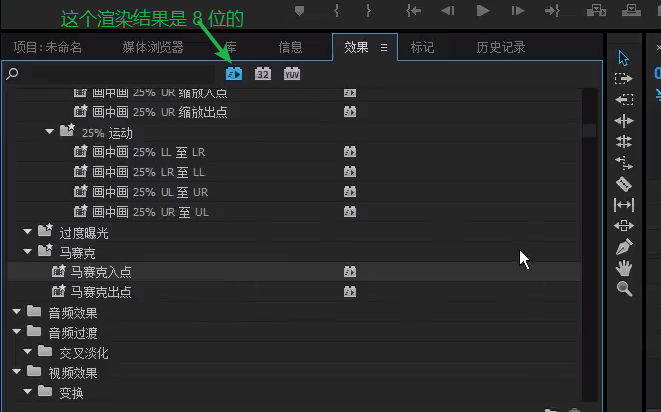 这个渲染结果是 8 位的
项目:未命名 媒体浏览器 库 信息 效果 标记 历史记录
32 YUV
画中画 25% UR 缩放入点
画中画 25% UR 缩放出点
25% 运动
画中画 25% LL 至 LR
画中画 25% LR 至 LL
画中画 25% UL 至 UR
画中画 25% UR 至 UL
过度曝光
马赛克
马赛克入点
马赛克出点
音频效果
音频过渡
交叉淡化
视频效果
变换